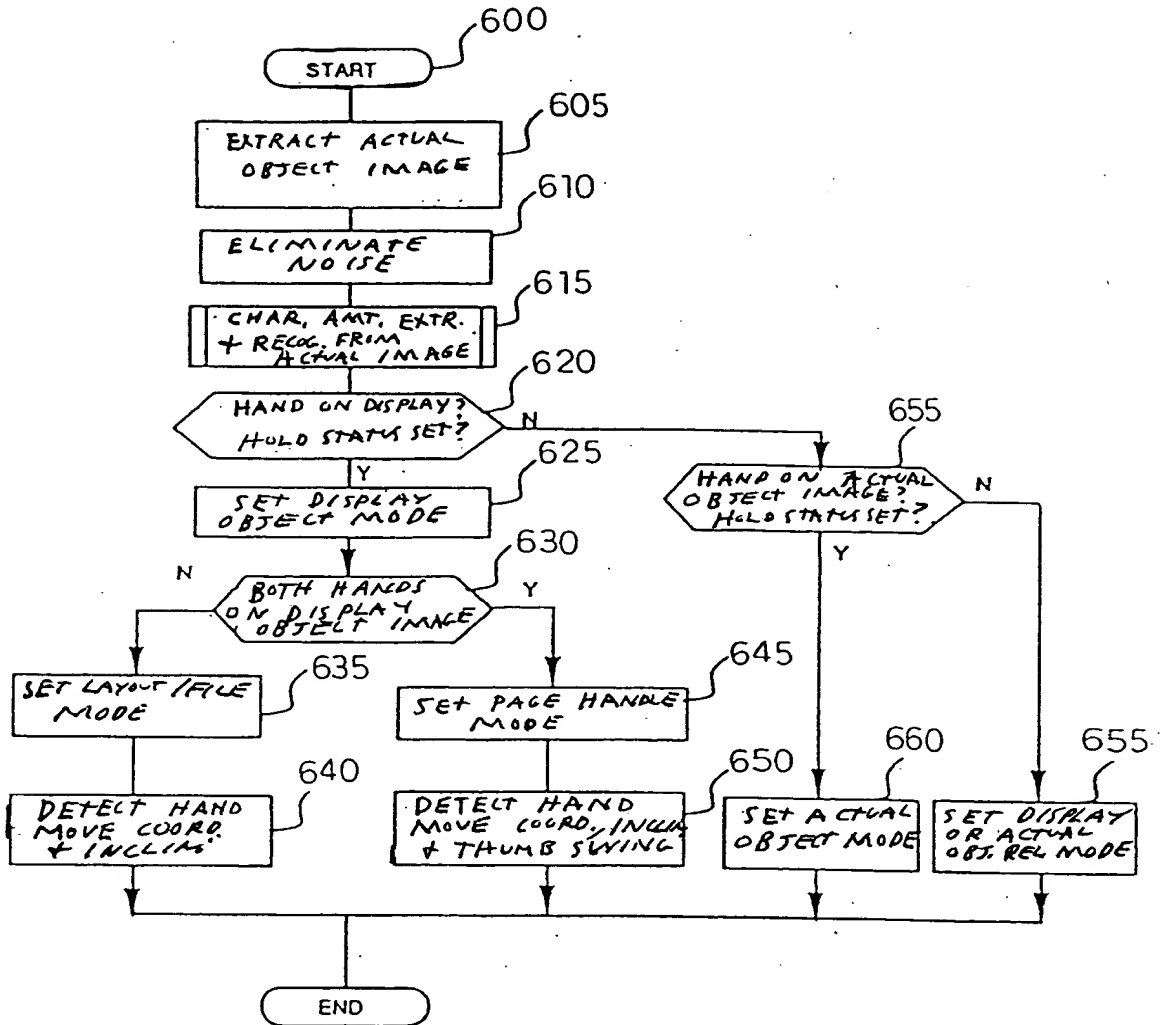 600
START
605
EXTRACT ACTUAL
OBJECT IMAGE
610
ELIMINATE
NOISE
615
CHAR. AMT. EXTR.
+ RECOG. FROM
ACTUAL IMAGE
620
HAND ON DISPLAY?
HOLD STATUS SET?
N
Y
625
SET DISPLAY
OBJECT MODE
655
HAND ON ACTUAL
OBJECT IMAGE?
HOLD STATUS SET?
N
Y
630
N
BOTH HANDS
ON DISPLAY
OBJECT IMAGE
Y
635
SET LAYOUT/FILE
MODE
645
SET PAGE HANDLE
MODE
640
DETECT HAND
MOVE COORD.
+ INCLIN.
650
DETECT HAND
MOVE COORD, INCLIN.
+ THUMB SWING
660
SET ACTUAL
OBJECT MODE
655
SET DISPLAY
OR ACTUAL
OBJ. REL MODE
END